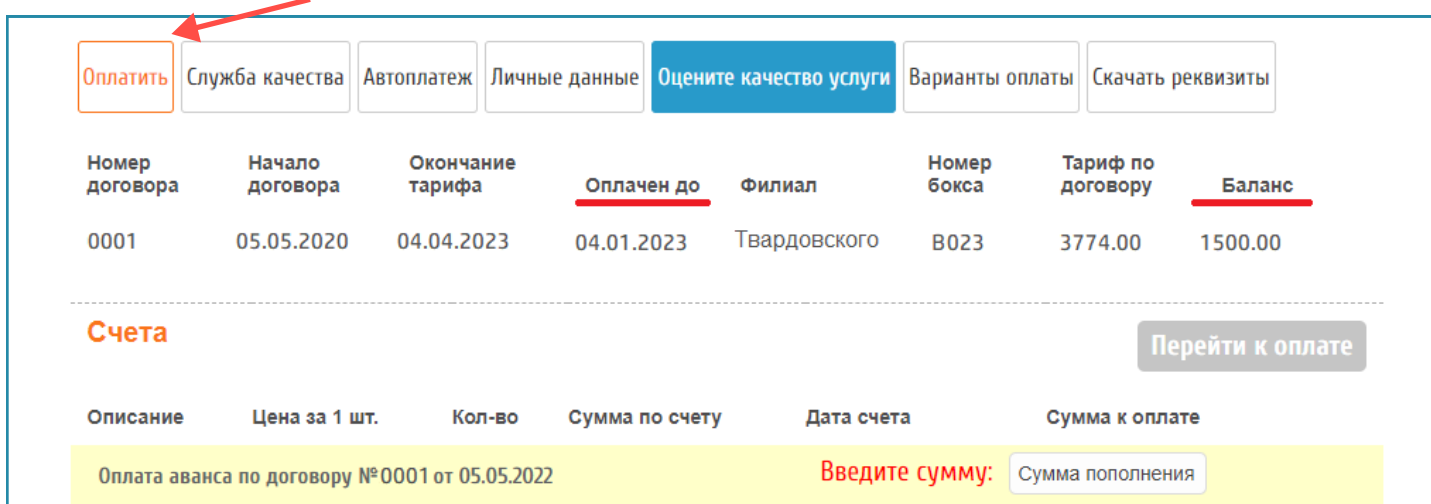 Оплатить Служба качества Автоплатеж Личные данные Оцените качество услуги Варианты оплаты Скачать реквизиты
Номер договора Начало договора Окончание тарифа Оплачен до Филиал Номер бокса Тариф по договору Баланс
0001 05.05.2020 04.04.2023 04.01.2023 Твардовского B023 3774.00 1500.00
Счета
Перейти к оплате
Описание Цена за 1 шт. Кол-во Сумма по счету Дата счета Сумма к оплате
Оплата аванса по договору №0001 от 05.05.2022 Введите сумму: Сумма пополнения